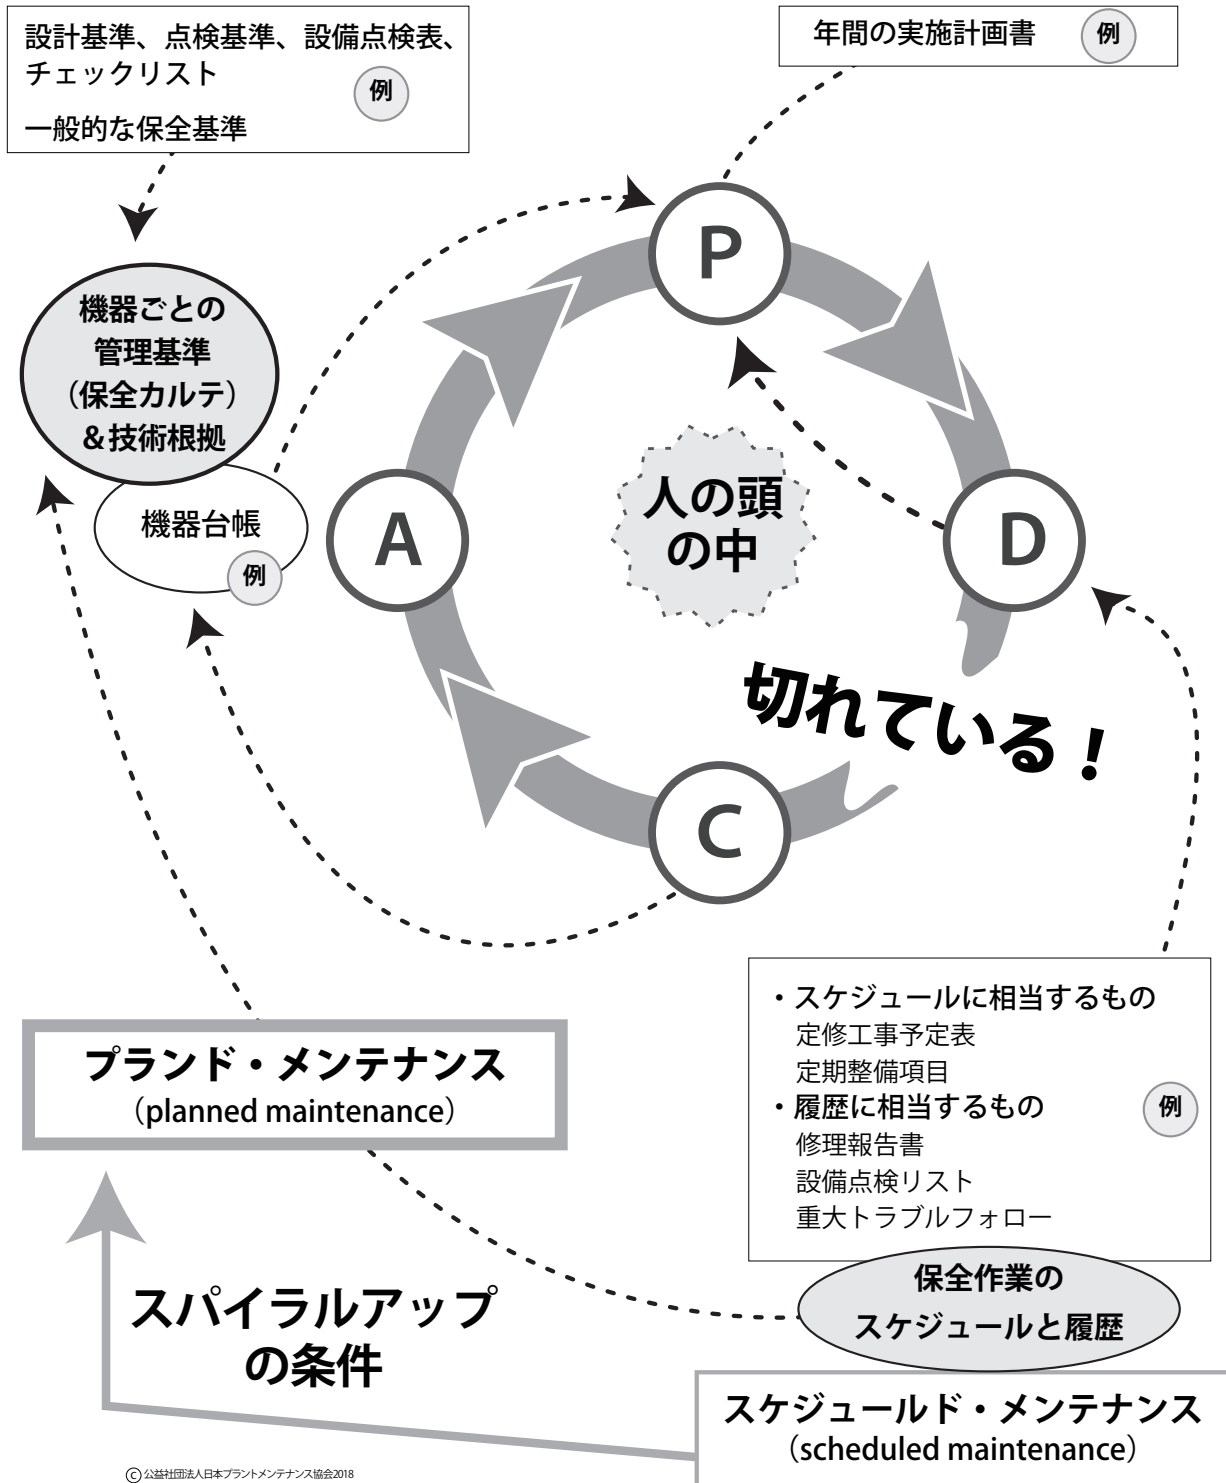 設計基準、点検基準、設備点検表、
チェックリスト
例
一般的な保全基準
年間の実施計画書
例
P
機器ごとの
管理基準
（保全カルテ）
＆技術根拠
機器台帳
例
A
人の頭
の中
D
切れている！
C
・スケジュールに相当するもの
定修工事予定表
定期整備項目
・履歴に相当するもの
例
修理報告書
設備点検リスト
重大トラブルフォロー
プランド・メンテナンス
（planned maintenance）
保全作業の
スケジュールと履歴
スパイラルアップ
の条件
スケジュールド・メンテナンス
（scheduled maintenance）
Ⓒ公益社団法人日本プラントメンテナンス協会2018